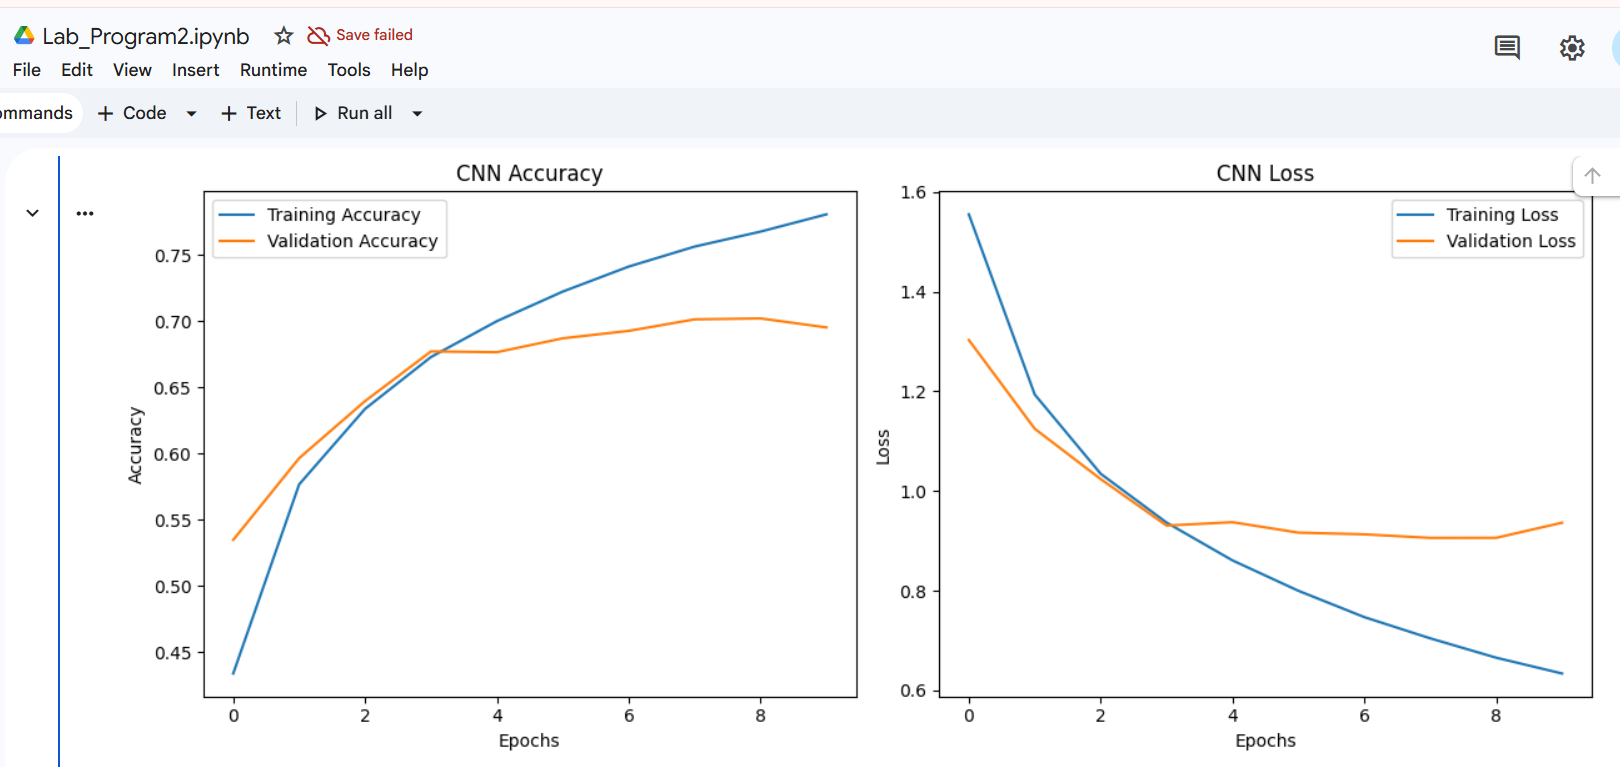 Lab_Program2.ipynb Save failed
File Edit View Insert Runtime Tools Help
+ Code + Text Run all
...
CNN Accuracy
Training Accuracy
Validation Accuracy
0.75
0.70
0.65
0.60
0.55
0.50
0.45
Accuracy
0 2 4 6 8
Epochs
CNN Loss
Training Loss
Validation Loss
1.6
1.4
1.2
1.0
0.8
0.6
Loss
0 2 4 6 8
Epochs